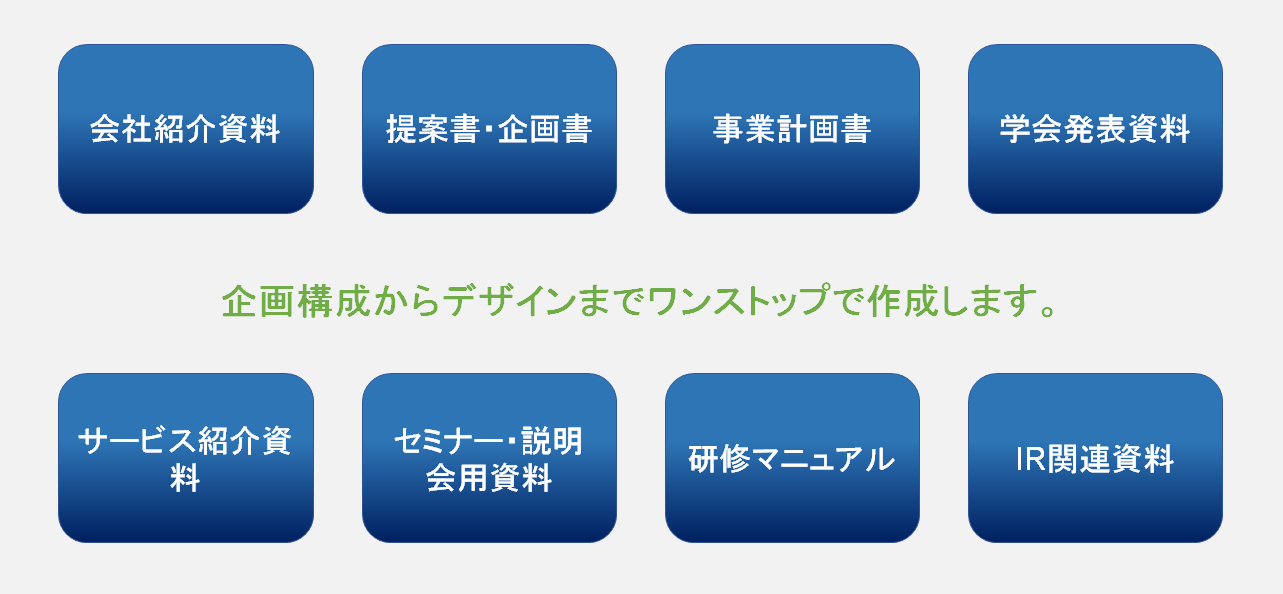 会社紹介資料
提案書・企画書
事業計画書
学会発表資料
企画構成からデザインまでワンストップで作成します。
サービス紹介資
料
セミナー・説明
会用資料
研修マニュアル
IR関連資料